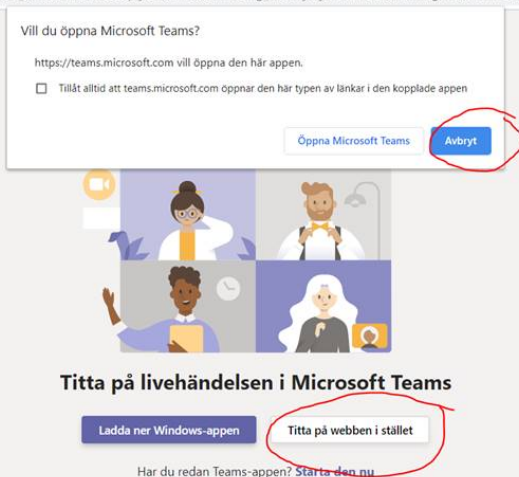 Vill du öppna Microsoft Teams?
https://teams.microsoft.com vill öppna den här appen.
Tillåt alltid att teams.microsoft.com öppnar den här typen av länkar i den kopplade appen
Öppna Microsoft Teams Avbryt
Titta på livehändelsen i Microsoft Teams
Ladda ner Windows-appen Titta på webben i stället
Har du redan Teams-appen? Starta den nu